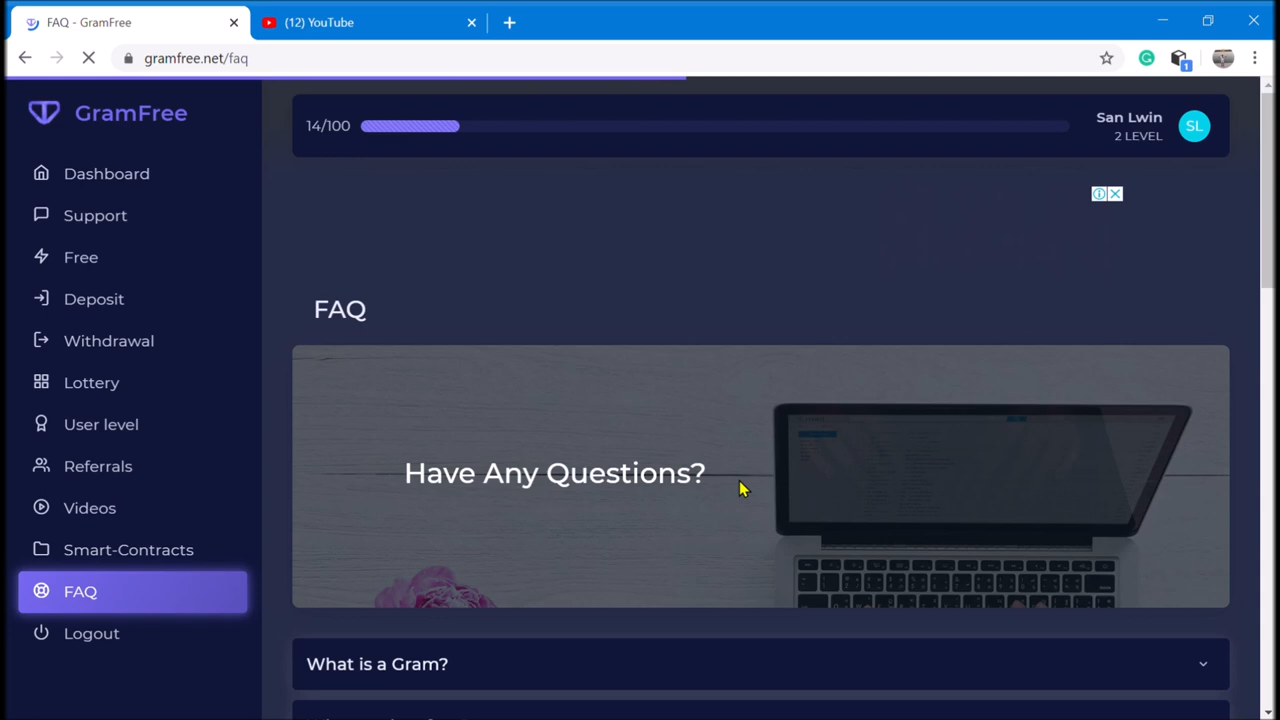 FAQ - GramFree
(12) YouTube
gramfree.net/faq
1
GramFree
14/100
San Lwin
2 LEVEL
SL
Dashboard
Support
Free
Deposit
Withdrawal
Lottery
User level
Referrals
Videos
Smart-Contracts
FAQ
Logout
FAQ
Have Any Questions?
What is a Gram?